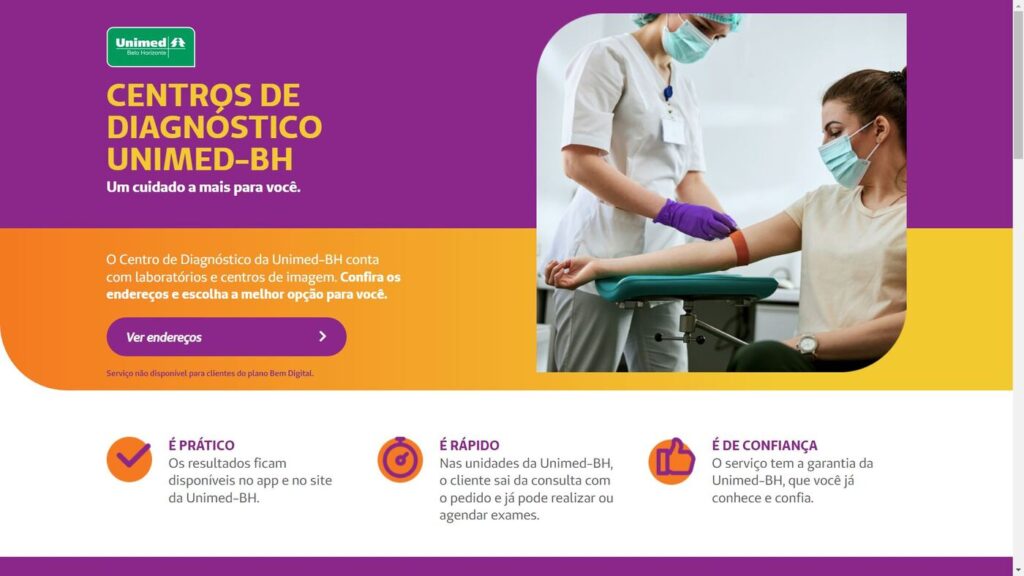 Unimed
Belo Horizonte
CENTROS DE
DIAGNÓSTICO
UNIMED-BH
Um cuidado a mais para você.
O Centro de Diagnóstico da Unimed-BH conta
com laboratórios e centros de imagem. Confira os
endereços e escolha a melhor opção para você.
Ver endereços
Serviço não disponível para clientes do plano Bem Digital.
É PRÁTICO
Os resultados ficam
disponíveis no app e no site
da Unimed-BH.
É RÁPIDO
Nas unidades da Unimed-BH,
o cliente sai da consulta com
o pedido e já pode realizar ou
agendar exames.
É DE CONFIANÇA
O serviço tem a garantia da
Unimed-BH, que você já
conhece e confia.